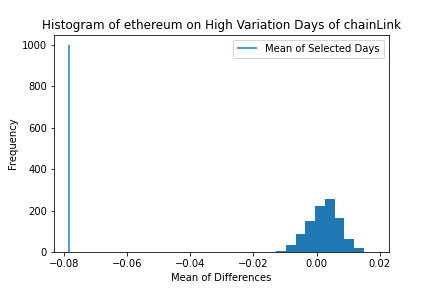 Histogram of ethereum on High Variation Days of chainLink
Mean of Selected Days
1000
800
600
400
200
0
Frequency
−0.08 −0.06 −0.04 −0.02 0.00 0.02
Mean of Differences